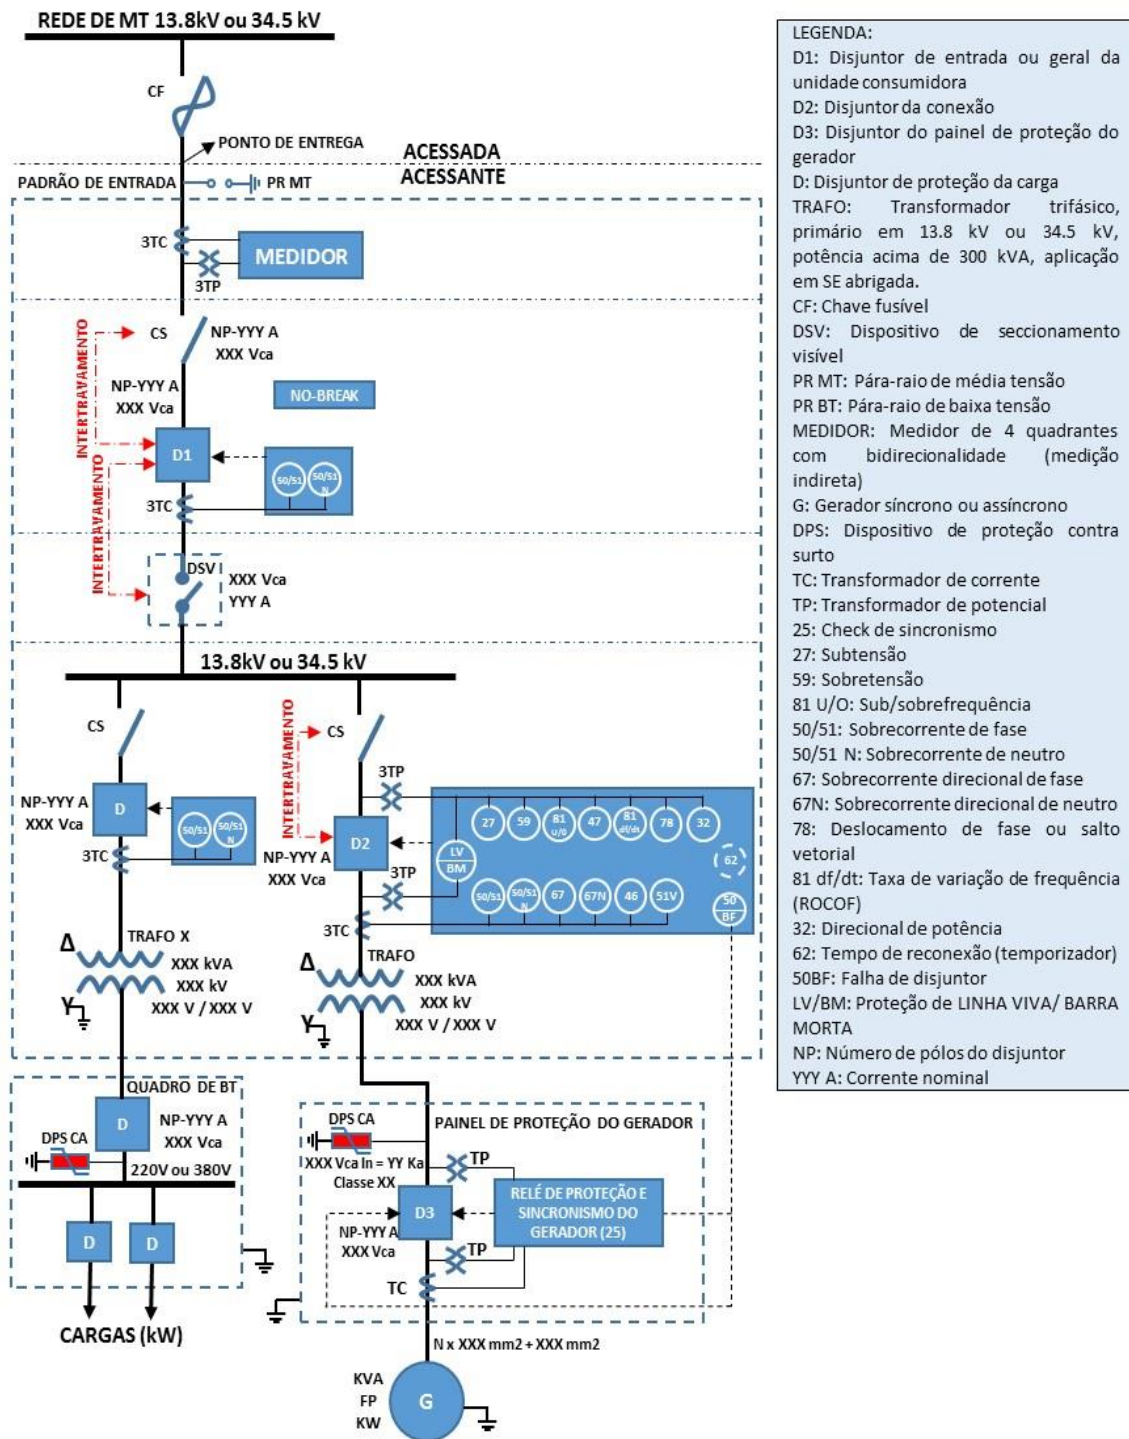 REDE DE MT 13.8kV ou 34.5 kV
CF
PONTO DE ENTREGA
ACESSADA
ACESSANTE
PADRÃO DE ENTRADA
PR MT
3TC
MEDIDOR
3TP
INTERTRAVAMENTO
CS
NP-YYY A
XXX Vca
NP-YYY A
XXX Vca
NO-BREAK
D1
50/51
50/51
N
3TC
INTERTRAVAMENTO
DSV
XXX Vca
YYY A
13.8kV ou 34.5 kV
CS
INTERTRAVAMENTO
CS
3TP
NP-YYY A
XXX Vca
D
50/51
50/51
N
3TC
D2
NP-YYY A
XXX Vca
3TP
3TC
LV
BM
27
59
81
U/O
47
81
df/dt
78
32
62
50/51
50/51
N
67
67N
46
51V
50
BF
Δ
TRAFO X
XXX kVA
XXX kV
XXX V / XXX V
Y
Δ
TRAFO
XXX kVA
XXX kV
XXX V / XXX V
Y
QUADRO DE BT
D
NP-YYY A
XXX Vca
DPS CA
220V ou 380V
D
D
CARGAS (kW)
DPS CA
PAINEL DE PROTEÇÃO DO GERADOR
XXX Vca In = YY Ka
Classe XX
TP
D3
NP-YYY A
XXX Vca
RELÉ DE PROTEÇÃO E
SINCRONISMO DO
GERADOR (25)
TP
TC
N x XXX mm2 + XXX mm2
KVA
FP
KW
G
LEGENDA:
D1: Disjuntor de entrada ou geral da
unidade consumidora
D2: Disjuntor da conexão
D3: Disjuntor do painel de proteção do
gerador
D: Disjuntor de proteção da carga
TRAFO: Transformador trifásico,
primário em 13.8 kV ou 34.5 kV,
potência acima de 300 kVA, aplicação
em SE abrigada.
CF: Chave fusível
DSV: Dispositivo de seccionamento
visível
PR MT: Pára-raio de média tensão
PR BT: Pára-raio de baixa tensão
MEDIDOR: Medidor de 4 quadrantes
com bidirecionalidade (medição
indireta)
G: Gerador síncrono ou assíncrono
DPS: Dispositivo de proteção contra
surto
TC: Transformador de corrente
TP: Transformador de potencial
25: Check de sincronismo
27: Subtensão
59: Sobretensão
81 U/O: Sub/sobrefrequência
50/51: Sobrecorrente de fase
50/51 N: Sobrecorrente de neutro
67: Sobrecorrente direcional de fase
67N: Sobrecorrente direcional de neutro
78: Deslocamento de fase ou salto
vetorial
81 df/dt: Taxa de variação de frequência
(ROCOF)
32: Direcional de potência
62: Tempo de reconexão (temporizador)
50BF: Falha de disjuntor
LV/BM: Proteção de LINHA VIVA/ BARRA
MORTA
NP: Número de pólos do disjuntor
YYY A: Corrente nominal